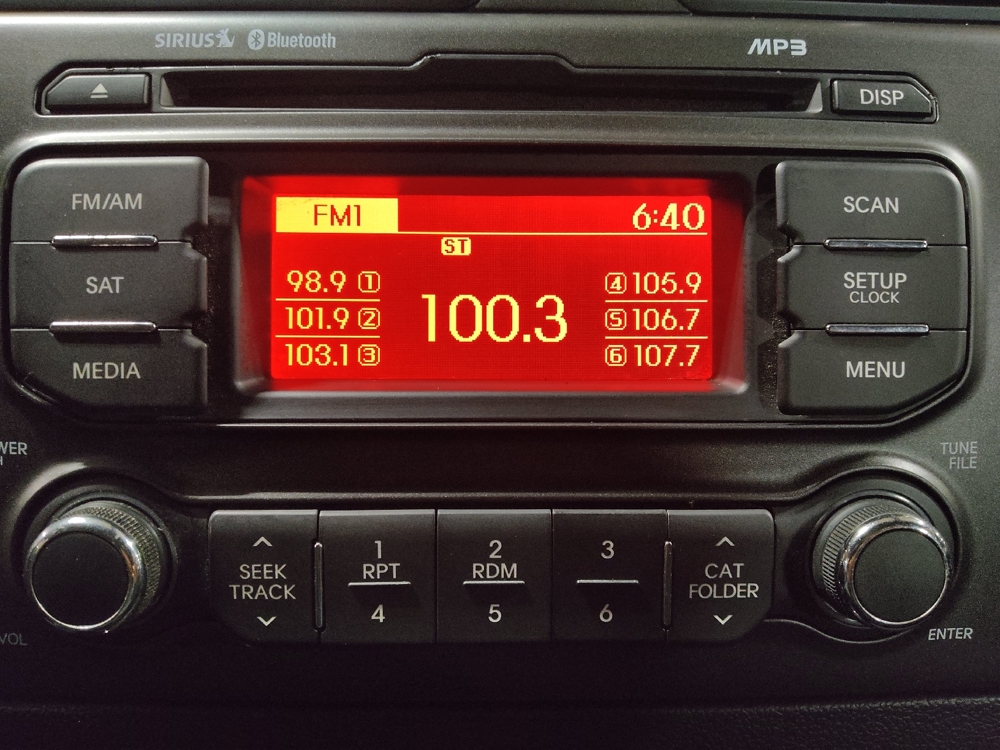 SIRIUS Bluetooth MP3
DISP
FM/AM
SAT
MEDIA
FM1 6:40
ST
98.9 1
101.9 2
103.1 3
100.3
4 105.9
5 106.7
6 107.7
SCAN
SETUP
CLOCK
MENU
TUNE
FILE
SEEK
TRACK
1
RPT
4
2
RDM
5
3
6
CAT
FOLDER
VOL
ENTER